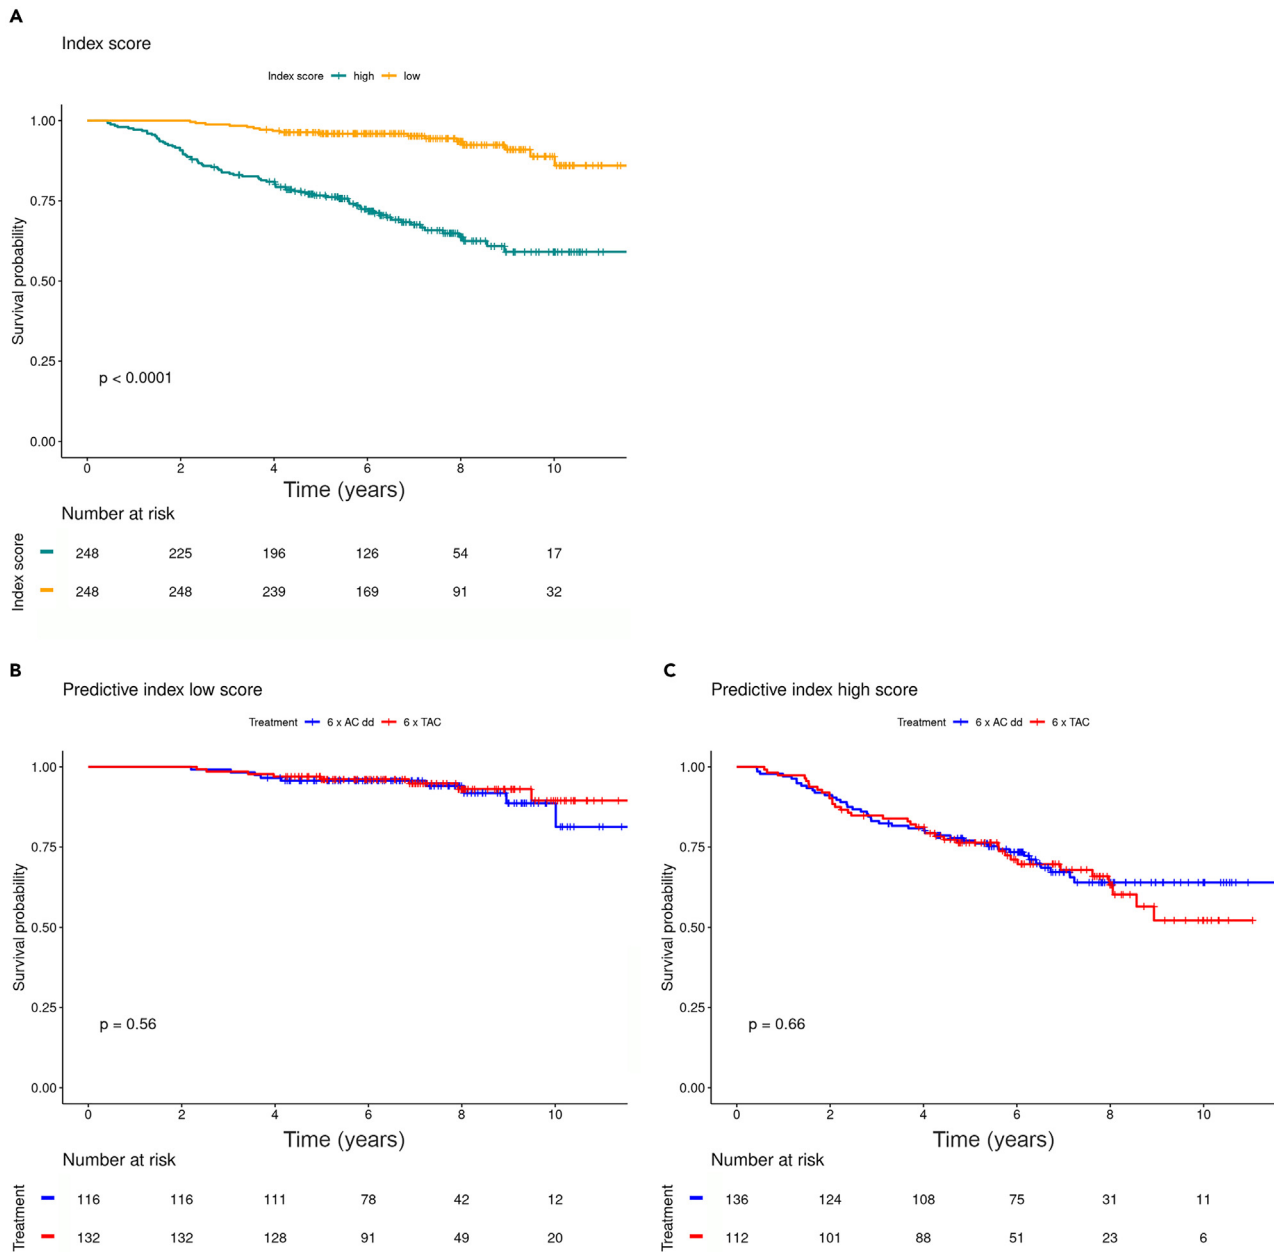 A
Index score
Index score high low
1.00
0.75
0.50
0.25
0.00
Survival probability
p < 0.0001
0 2 4 6 8 10
Time (years)
Number at risk
Index score
248 225 196 126 54 17
248 248 239 169 91 32
B
Predictive index low score
Treatment 6 x AC dd 6 x TAC
1.00
0.75
0.50
0.25
0.00
Survival probability
p = 0.56
0 2 4 6 8 10
Time (years)
Number at risk
Treatment
116 116 111 78 42 12
132 132 128 91 49 20
C
Predictive index high score
Treatment 6 x AC dd 6 x TAC
1.00
0.75
0.50
0.25
0.00
Survival probability
p = 0.66
0 2 4 6 8 10
Time (years)
Number at risk
Treatment
136 124 108 75 31 11
112 101 88 51 23 6